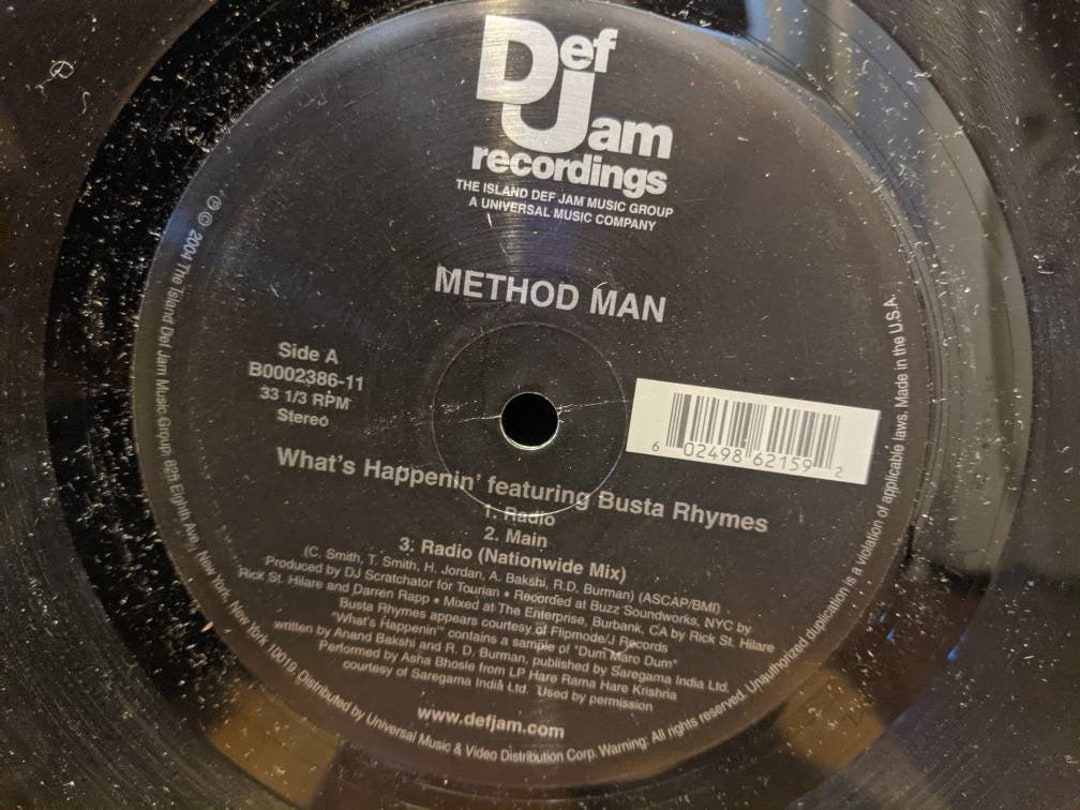 Def
Jam
recordings
THE ISLAND DEF JAM MUSIC GROUP
A UNIVERSAL MUSIC COMPANY
METHOD MAN
Side A
B0002386-11
33 1/3 RPM
Stereo
6 02498 62159 2
What's Happenin' featuring Busta Rhymes
1. Radio
2. Main
3. Radio (Nationwide Mix)
(C. Smith, T. Smith, H. Jordan, A. Bakshi, R.D. Burman) (ASCAP/BMI)
Produced by DJ Scratchator for Tourian • Recorded at Buzz Soundworks, NYC by
Rick St. Hilare and Darren Rapp • Mixed at The Enterprise, Burbank, CA by Rick St. Hilare
Busta Rhymes appears courtesy of Flipmode/J Records
"What's Happenin'" contains a sample of "Dum Maro Dum"
written by Anand Bakshi and R. D. Burman, published by Saregama India Ltd.
Performed by Asha Bhosle from LP Hare Rama Hare Krishria
courtesy of Saregama India Ltd. Used by permission
www.defjam.com
℗ © 2004 The Island Def Jam Music Group, 825 Eighth Ave, New York, New York, 10019 Distributed by Universal Music & Video Distribution Corp. Warning: All rights reserved. Unauthorized duplication is a violation of applicable laws. Made in the U.S.A.